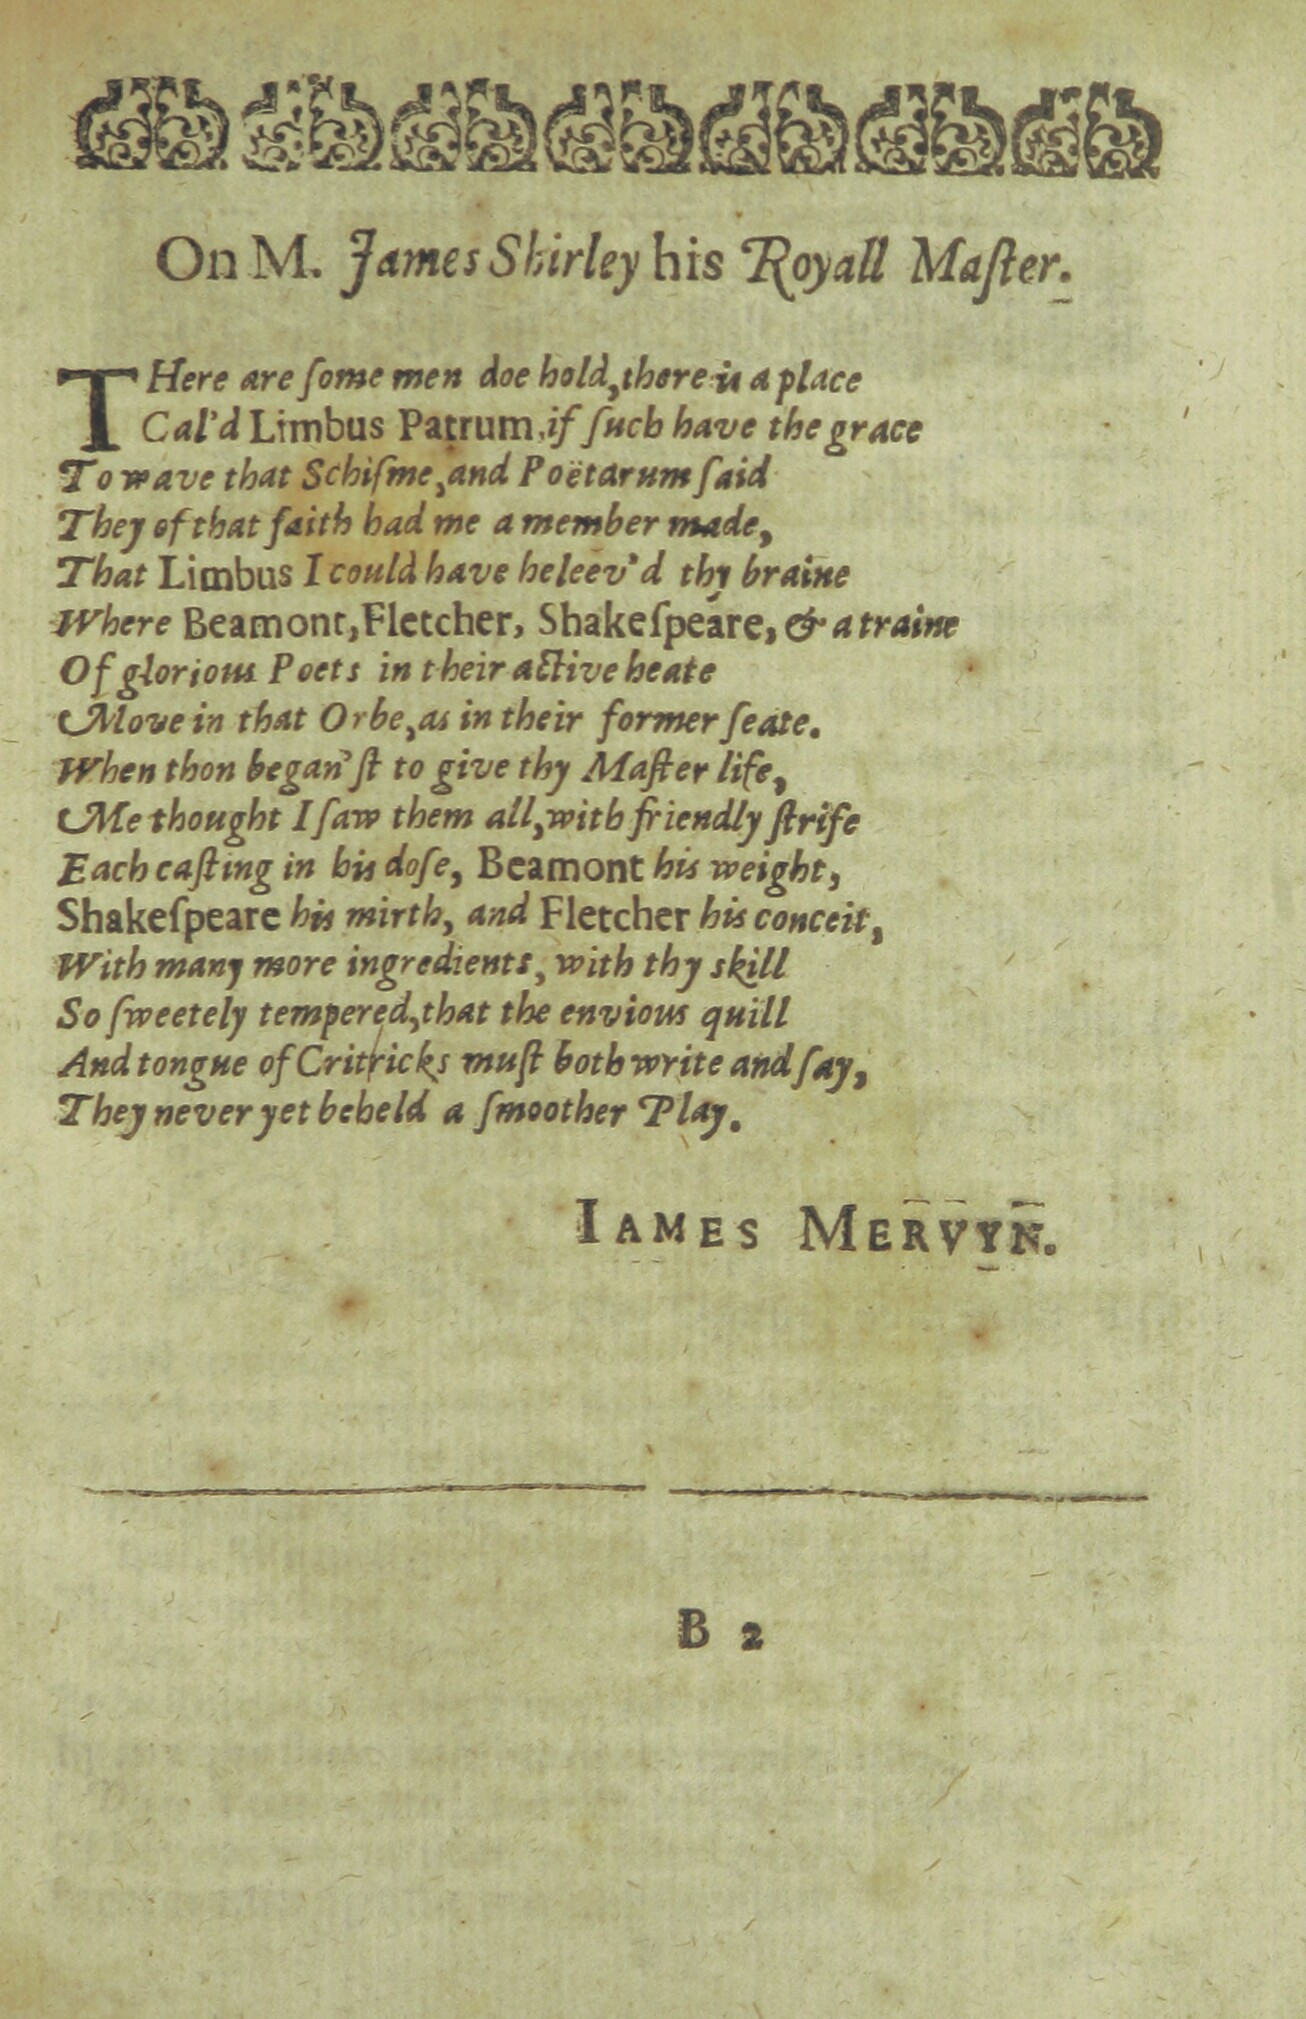 On M. James Shirley his Royall Maſter.
THere are ſome men doe hold, there is a place
Cal'd Limbus Patrum, if ſuch have the grace
To wave that Schiſme, and Poëtarum ſaid
They of that faith had me a member made,
That Limbus I could have beleev'd thy braine
Where Beamont, Fletcher, Shakeſpeare, & a traine
Of glorious Poets in their active heate
Move in that Orbe, as in their former ſeate.
When thon began'ſt to give thy Maſter life,
Me thought I ſaw them all, with friendly ſtrife
Each caſting in his doſe, Beamont his weight,
Shakeſpeare his mirth, and Fletcher his conceit,
With many more ingredients, with thy skill
So ſweetely tempered, that the envious quill
And tongue of Critricks muſt both write and ſay,
They never yet beheld a ſmoother Play.
IAMES MERVYN.
B 2